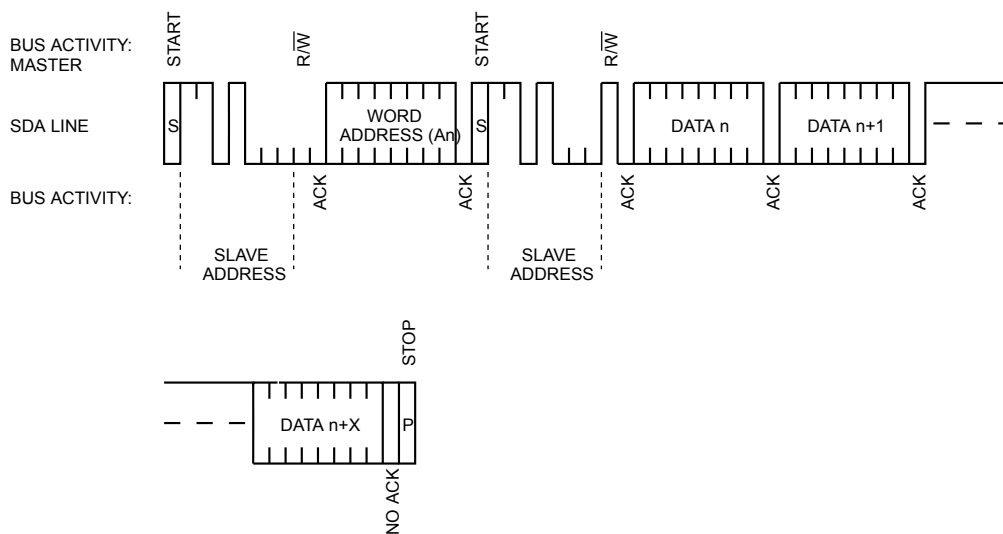 BUS ACTIVITY:
MASTER
START
R/W
START
R/W
SDA LINE
S
WORD
ADDRESS (An)
S
DATA n
DATA n+1
BUS ACTIVITY:
ACK
ACK
ACK
ACK
ACK
SLAVE
ADDRESS
SLAVE
ADDRESS
STOP
DATA n+X
P
NO ACK